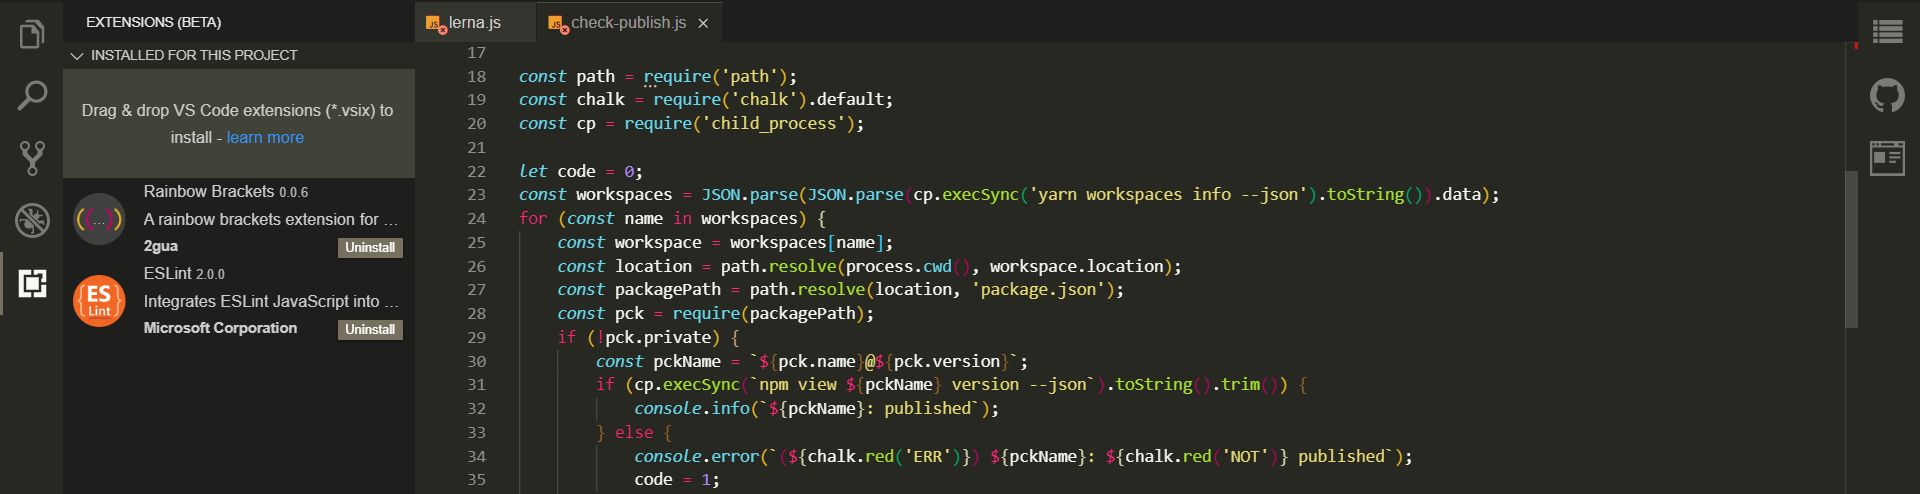 EXTENSIONS (BETA)
INSTALLED FOR THIS PROJECT
Drag & drop VS Code extensions (*.vsix) to
install - learn more
(...)
Rainbow Brackets 0.0.6
A rainbow brackets extension for ...
2gua
Uninstall
ES
Lint
ESLint 2.0.0
Integrates ESLint JavaScript into ...
Microsoft Corporation
Uninstall
JS lerna.js
JS check-publish.js ×
17
18 const path = require('path');
19 const chalk = require('chalk').default;
20 const cp = require('child_process');
21
22 let code = 0;
23 const workspaces = JSON.parse(JSON.parse(cp.execSync('yarn workspaces info --json').toString()).data);
24 for (const name in workspaces) {
25     const workspace = workspaces[name];
26     const location = path.resolve(process.cwd(), workspace.location);
27     const packagePath = path.resolve(location, 'package.json');
28     const pck = require(packagePath);
29     if (!pck.private) {
30         const pckName = `${pck.name}@${pck.version}`;
31         if (cp.execSync(`npm view ${pckName} version --json`).toString().trim()) {
32             console.info(`${pckName}: published`);
33         } else {
34             console.error(`(${chalk.red('ERR')}) ${pckName}: ${chalk.red('NOT')} published`);
35             code = 1;